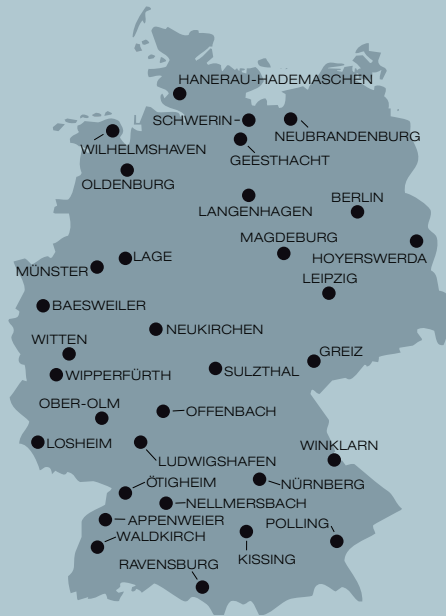 HANERAU-HADEMASCHEN
SCHWERIN
NEUBRANDENBURG
WILHELMSHAVEN
GEESTHACHT
OLDENBURG
BERLIN
LANGENHAGEN
MAGDEBURG
HOYERSWERDA
LAGE
MÜNSTER
LEIPZIG
BAESWEILER
NEUKIRCHEN
WITTEN
GREIZ
SULZTHAL
WIPPERFÜRTH
OBER-OLM
OFFENBACH
LOSHEIM
WINKLARN
LUDWIGSHAFEN
ÖTIGHEIM
NÜRNBERG
NELLMERSBACH
APPENWEIER
POLLING
WALDKIRCH
KISSING
RAVENSBURG